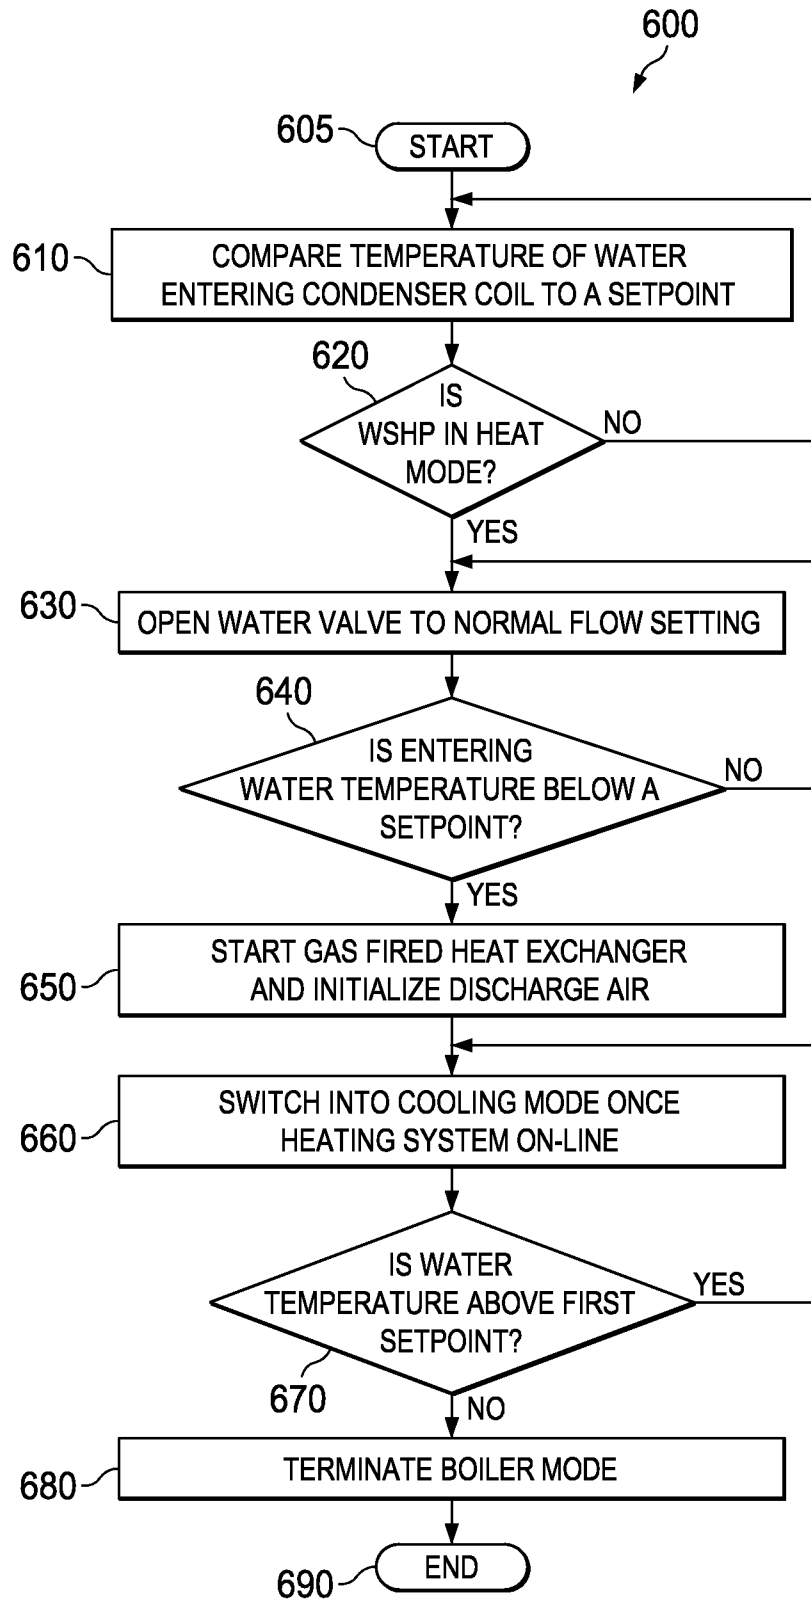 600
605
START
610
COMPARE TEMPERATURE OF WATER
ENTERING CONDENSER COIL TO A SETPOINT
620
IS
WSHP IN HEAT
MODE?
NO
YES
630
OPEN WATER VALVE TO NORMAL FLOW SETTING
640
IS ENTERING
WATER TEMPERATURE BELOW A
SETPOINT?
NO
YES
650
START GAS FIRED HEAT EXCHANGER
AND INITIALIZE DISCHARGE AIR
660
SWITCH INTO COOLING MODE ONCE
HEATING SYSTEM ON-LINE
IS WATER
TEMPERATURE ABOVE FIRST
SETPOINT?
YES
670
NO
680
TERMINATE BOILER MODE
690
END